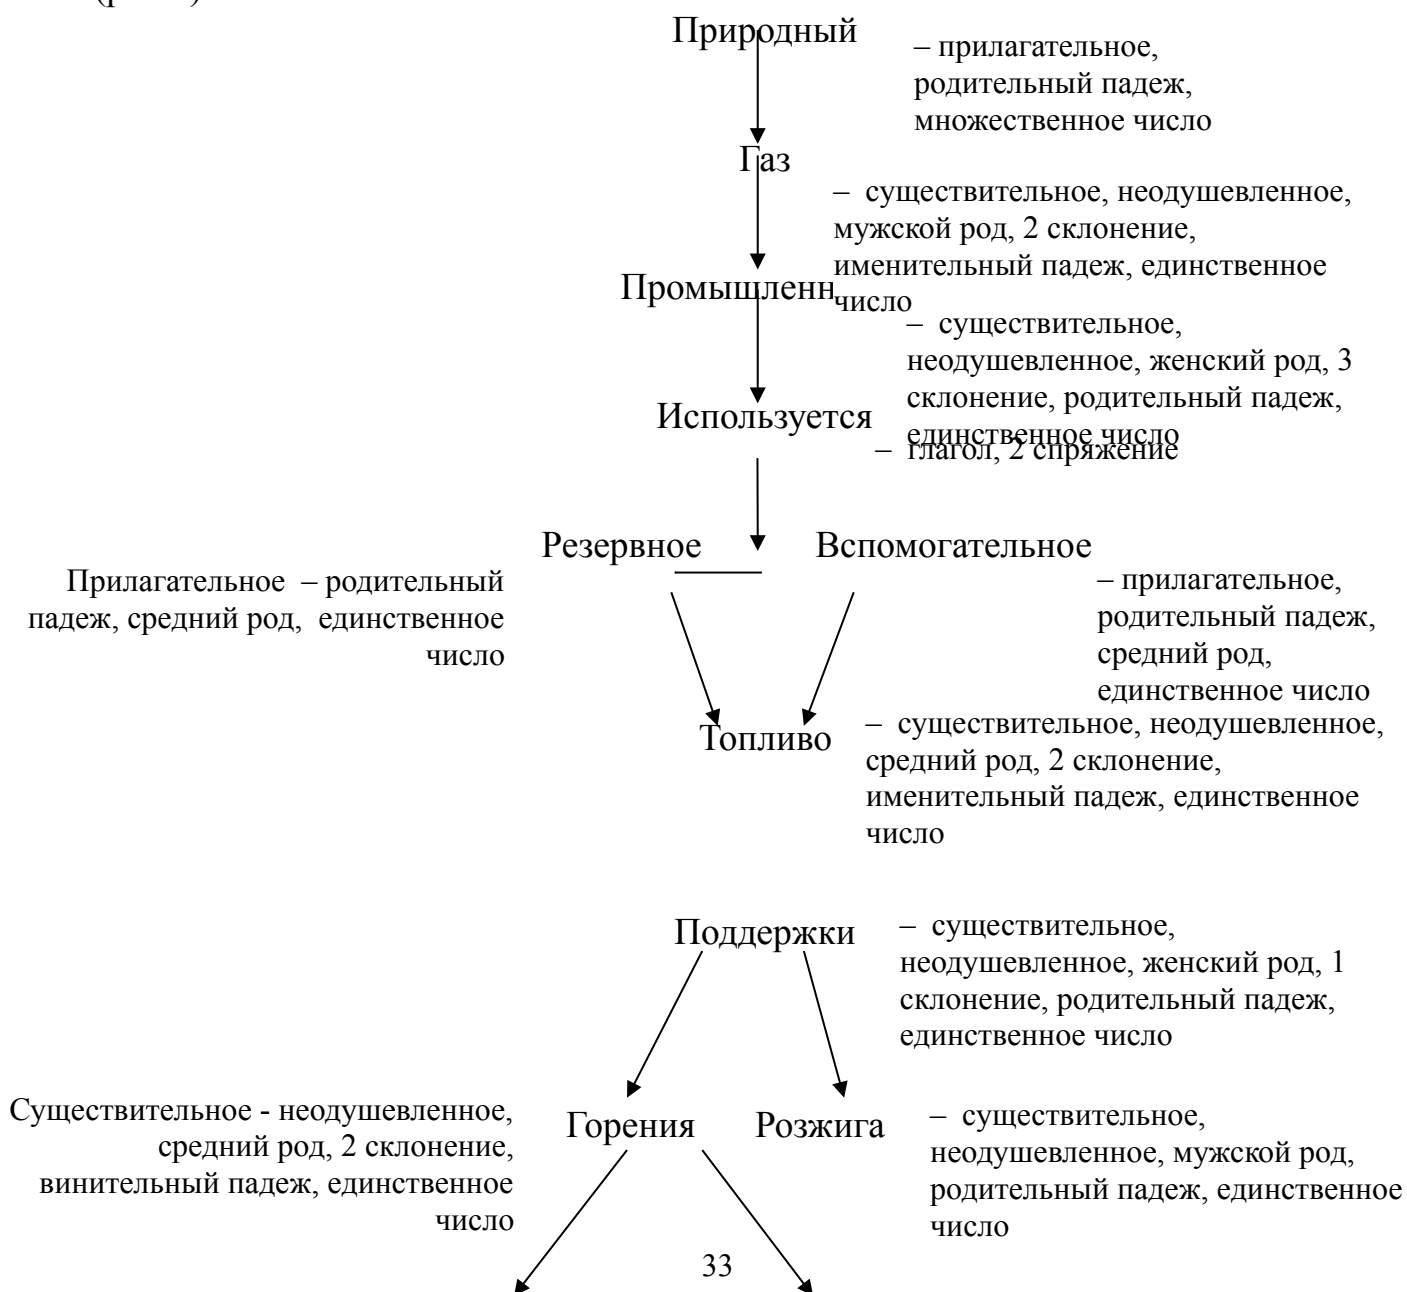 Природный
– прилагательное,
родительный падеж,
множественное число
Газ
– существительное, неодушевленное,
мужской род, 2 склонение,
именительный падеж, единственное
число
Промышленн
– существительное,
неодушевленное, женский род, 3
склонение, родительный падеж,
единственное число
Используется
– глагол, 2 спряжение
Резервное
Вспомогательное
Прилагательное – родительный
падеж, средний род, единственное
число
– прилагательное,
родительный падеж,
средний род,
единственное число
Топливо
– существительное, неодушевленное,
средний род, 2 склонение,
именительный падеж, единственное
число
Поддержки
– существительное,
неодушевленное, женский род, 1
склонение, родительный падеж,
единственное число
Существительное - неодушевленное,
средний род, 2 склонение,
винительный падеж, единственное
число
Горения
Розжига
– существительное,
неодушевленное, мужской род,
родительный падеж, единственное
число
33